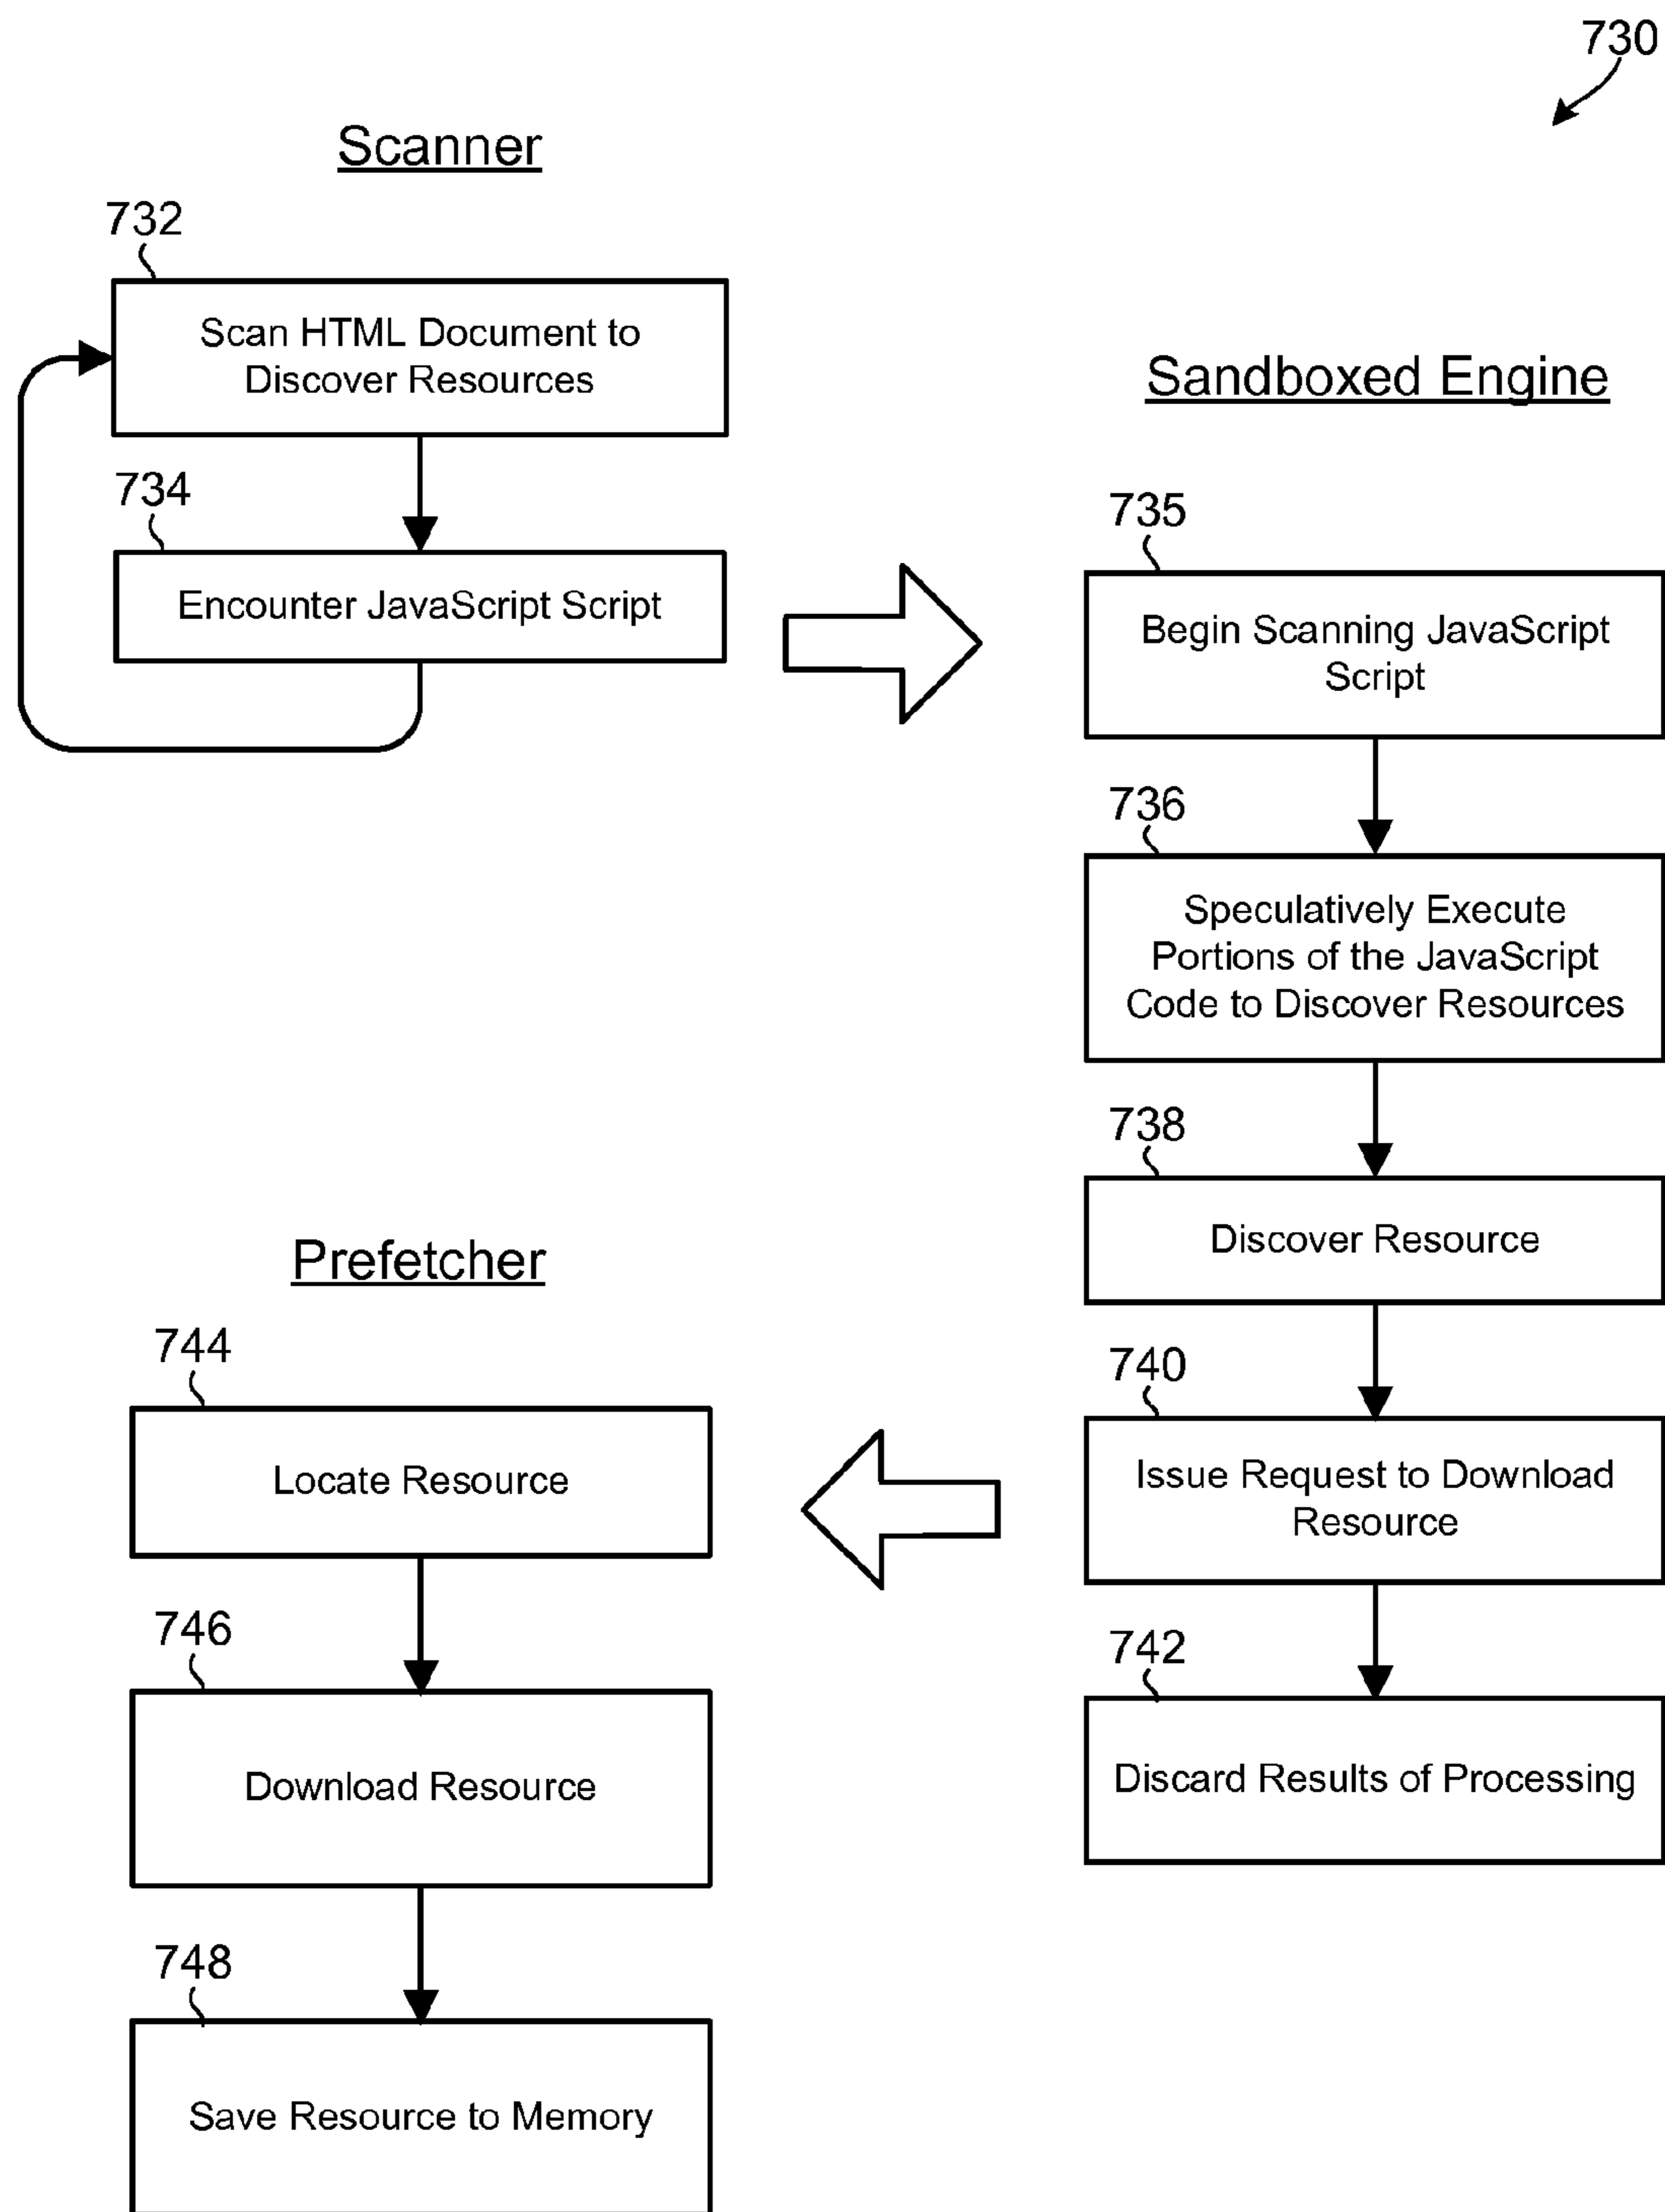 730
Scanner
732
Scan HTML Document to
Discover Resources
734
Encounter JavaScript Script
Sandboxed Engine
735
Begin Scanning JavaScript
Script
736
Speculatively Execute
Portions of the JavaScript
Code to Discover Resources
738
Discover Resource
740
Issue Request to Download
Resource
742
Discard Results of Processing
Prefetcher
744
Locate Resource
746
Download Resource
748
Save Resource to Memory